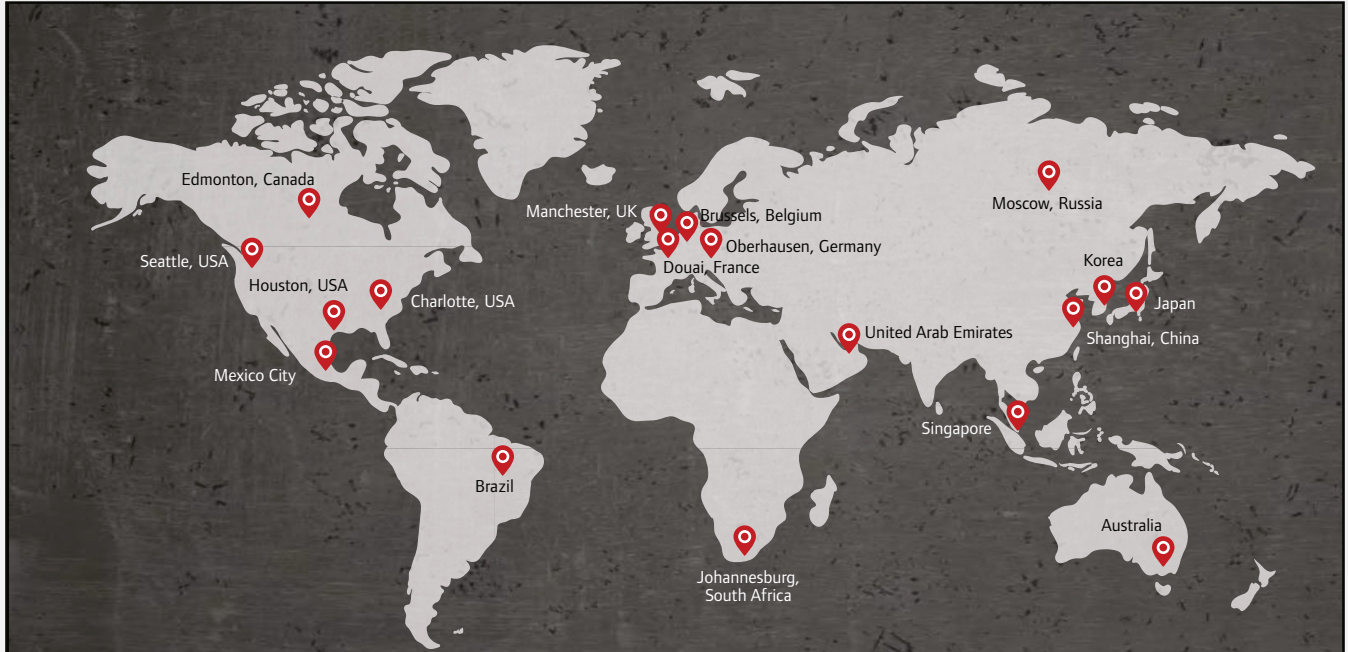 Edmonton, Canada
Manchester, UK
Brussels, Belgium
Moscow, Russia
Seattle, USA
Oberhausen, Germany
Douai, France
Korea
Houston, USA
Charlotte, USA
Japan
United Arab Emirates
Shanghai, China
Mexico City
Singapore
Brazil
Australia
Johannesburg,
South Africa